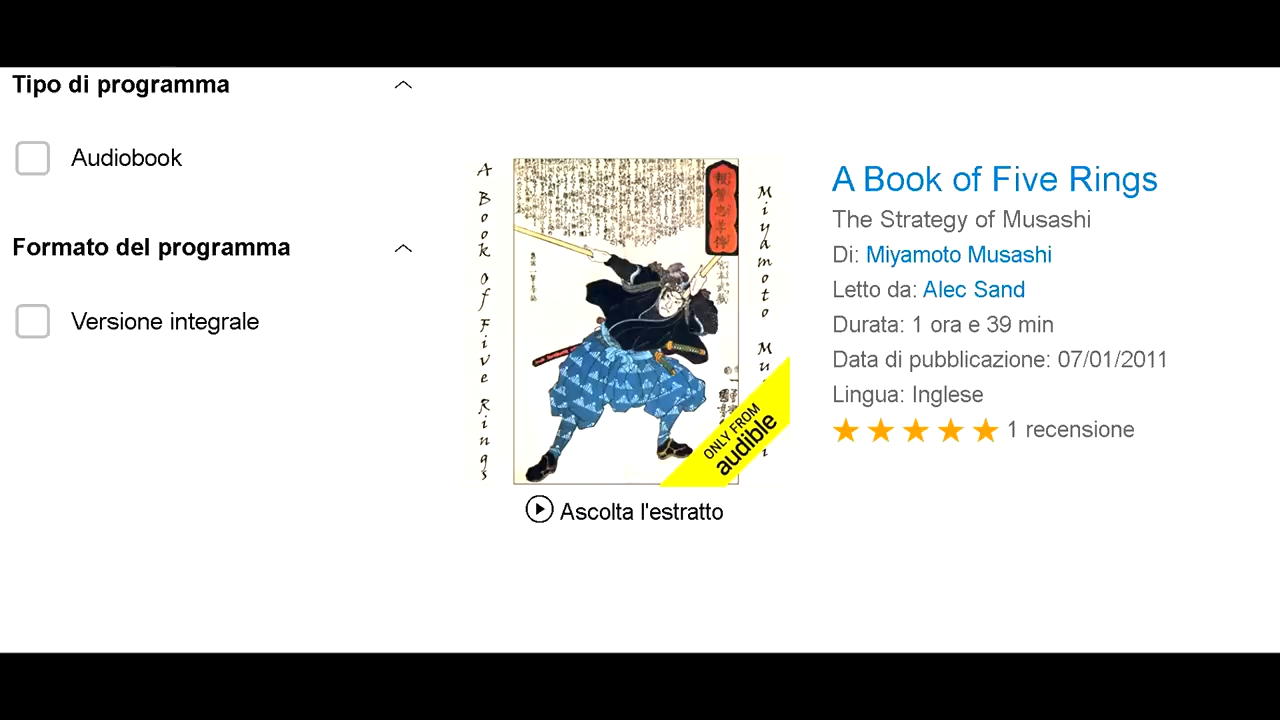 Tipo di programma
Audiobook
Formato del programma
Versione integrale
A Book of Five Rings
Miyamoto Mu
ONLY FROM
audible
Ascolta l'estratto
A Book of Five Rings
The Strategy of Musashi
Di: Miyamoto Musashi
Letto da: Alec Sand
Durata: 1 ora e 39 min
Data di pubblicazione: 07/01/2011
Lingua: Inglese
1 recensione